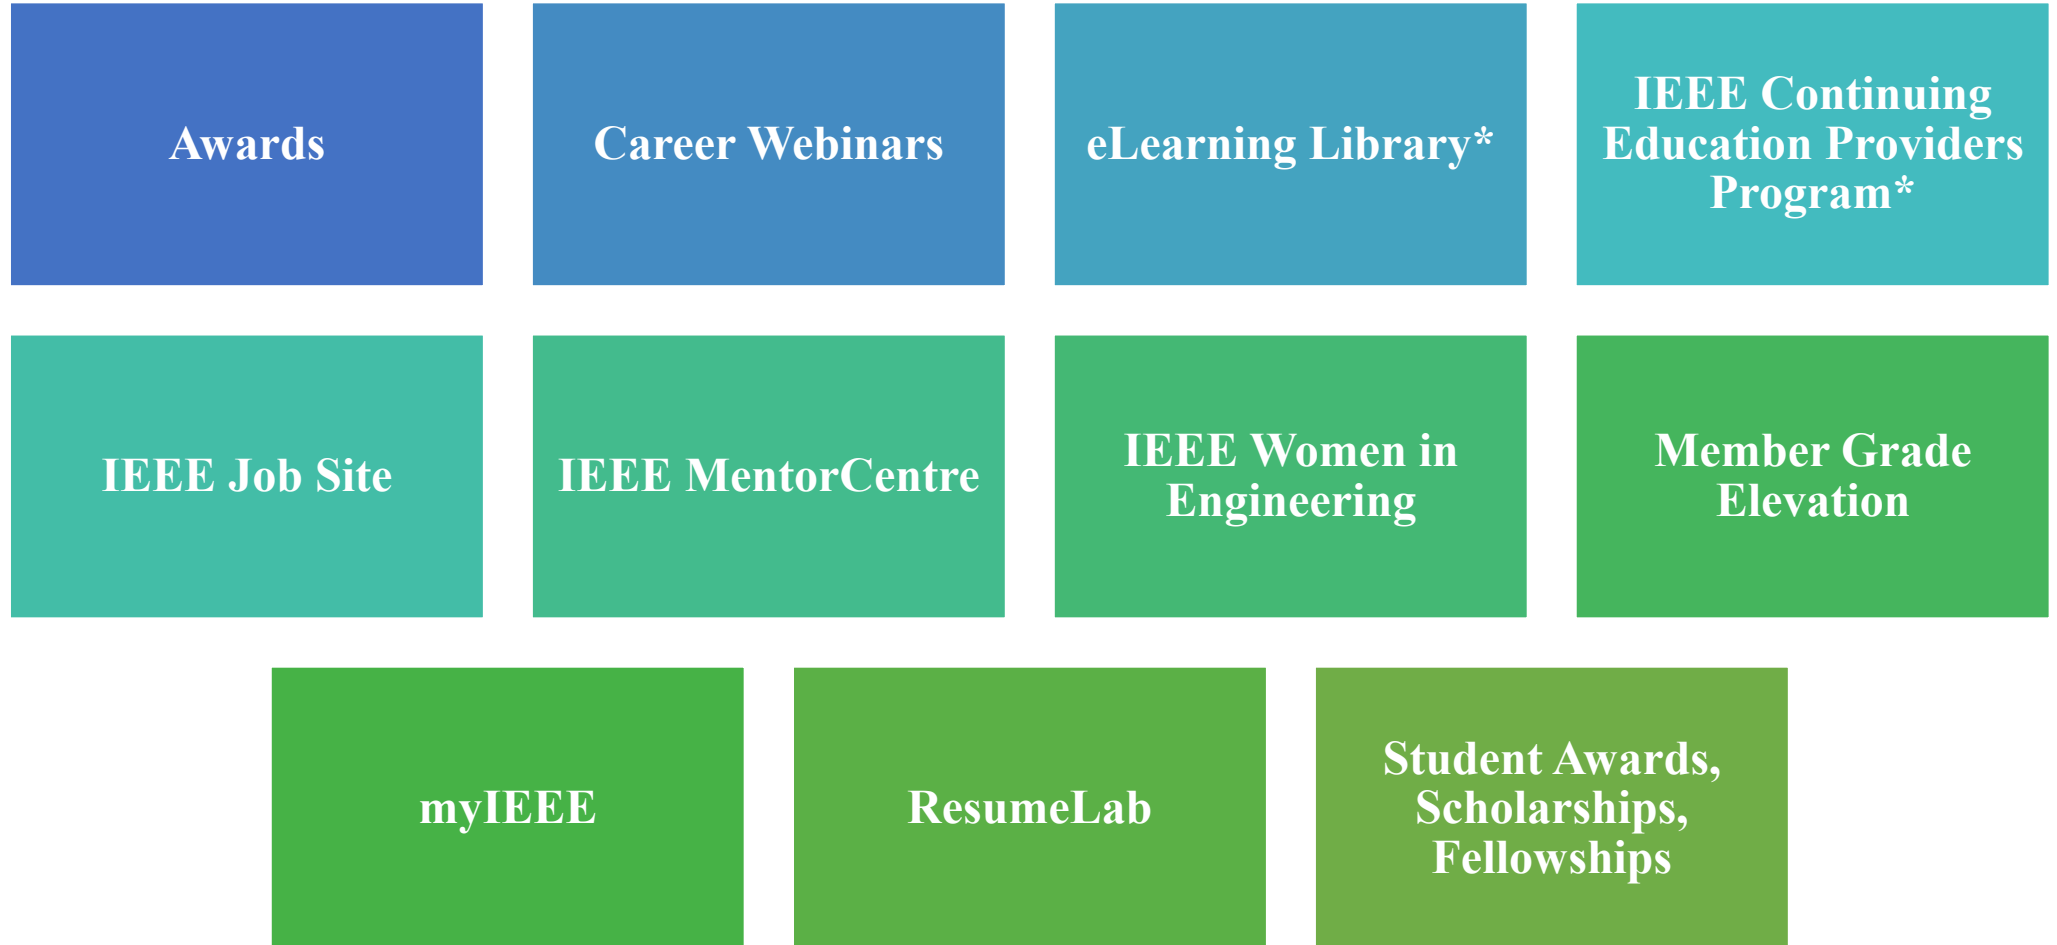 Awards
Career Webinars
eLearning Library*
IEEE Continuing
Education Providers
Program*
IEEE Job Site
IEEE MentorCentre
IEEE Women in
Engineering
Member Grade
Elevation
myIEEE
ResumeLab
Student Awards,
Scholarships,
Fellowships